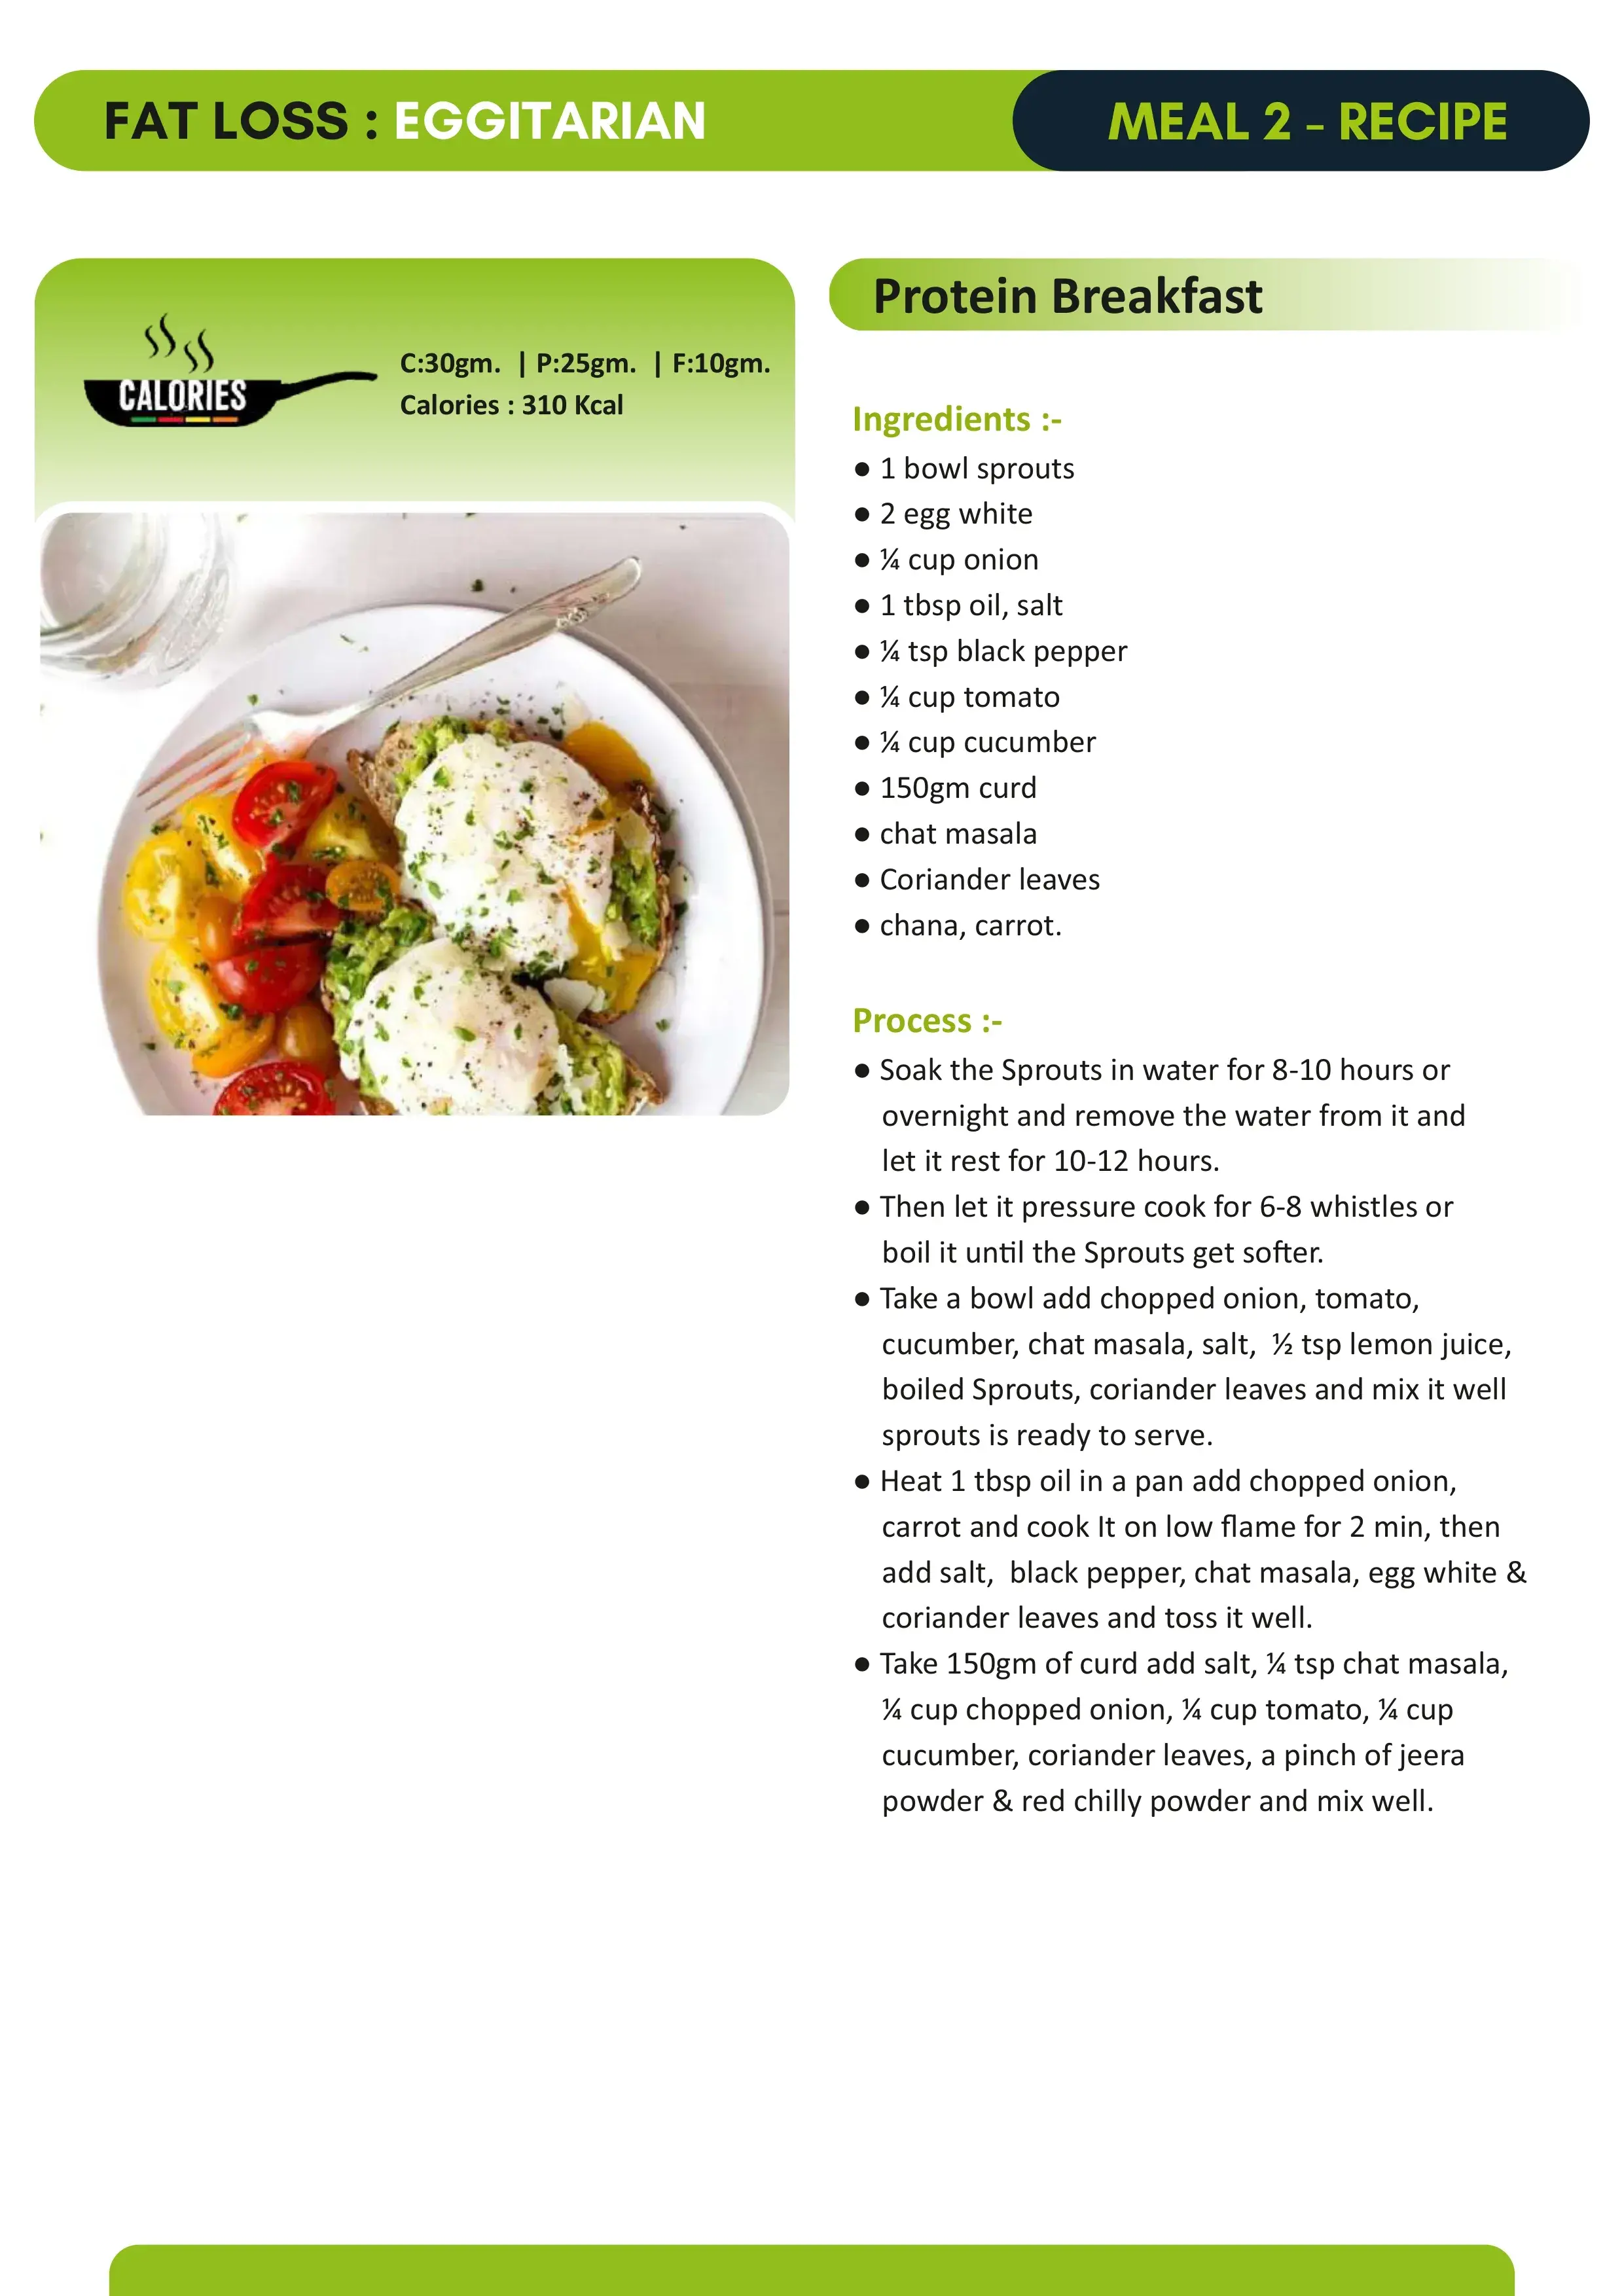 FAT LOSS : EGGITARIAN
MEAL 2 - RECIPE
CALORIES
C:30gm. | P:25gm. | F:10gm.
Calories : 310 Kcal
Protein Breakfast
Ingredients :-
● 1 bowl sprouts
● 2 egg white
● ¼ cup onion
● 1 tbsp oil, salt
● ¼ tsp black pepper
● ¼ cup tomato
● ¼ cup cucumber
● 150gm curd
● chat masala
● Coriander leaves
● chana, carrot.
Process :-
● Soak the Sprouts in water for 8-10 hours or
overnight and remove the water from it and
let it rest for 10-12 hours.
● Then let it pressure cook for 6-8 whistles or
boil it until the Sprouts get softer.
● Take a bowl add chopped onion, tomato,
cucumber, chat masala, salt, ½ tsp lemon juice,
boiled Sprouts, coriander leaves and mix it well
sprouts is ready to serve.
● Heat 1 tbsp oil in a pan add chopped onion,
carrot and cook It on low flame for 2 min, then
add salt, black pepper, chat masala, egg white &
coriander leaves and toss it well.
● Take 150gm of curd add salt, ¼ tsp chat masala,
¼ cup chopped onion, ¼ cup tomato, ¼ cup
cucumber, coriander leaves, a pinch of jeera
powder & red chilly powder and mix well.